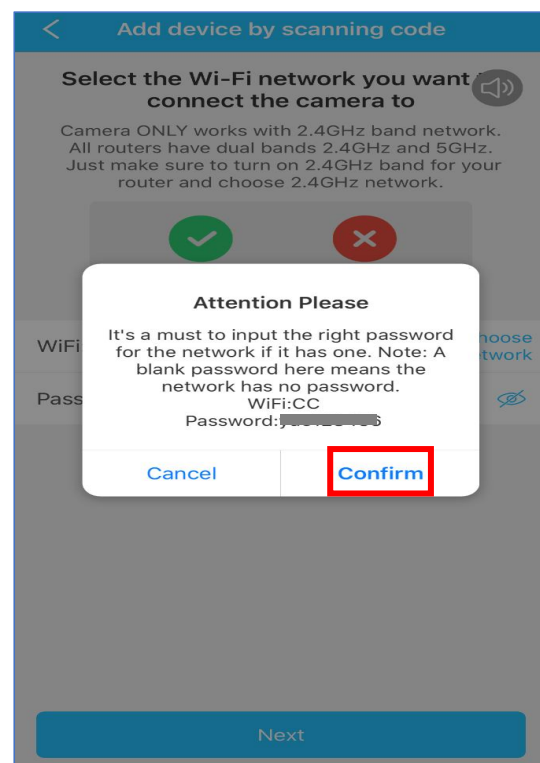 Add device by scanning code
Select the Wi-Fi network you want
connect the camera to
Camera ONLY works with 2.4GHz band network.
All routers have dual bands 2.4GHz and 5GHz.
Just make sure to turn on 2.4GHz band for your
router and choose 2.4GHz network.
Attention Please
It's a must to input the right password
for the network if it has one. Note: A
blank password here means the
network has no password.
WiFi:CC
Password:
WiFi
Pass
Cancel
Confirm
Next